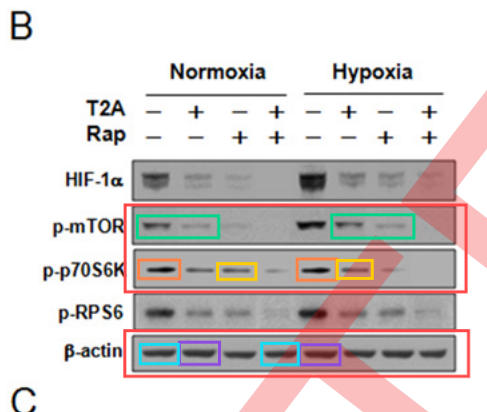 B
Normoxia Hypoxia
T2A – + – + – + – +
Rap – – + + – – + +
HIF-1α
p-mTOR
p-p70S6K
p-RPS6
β-actin
C